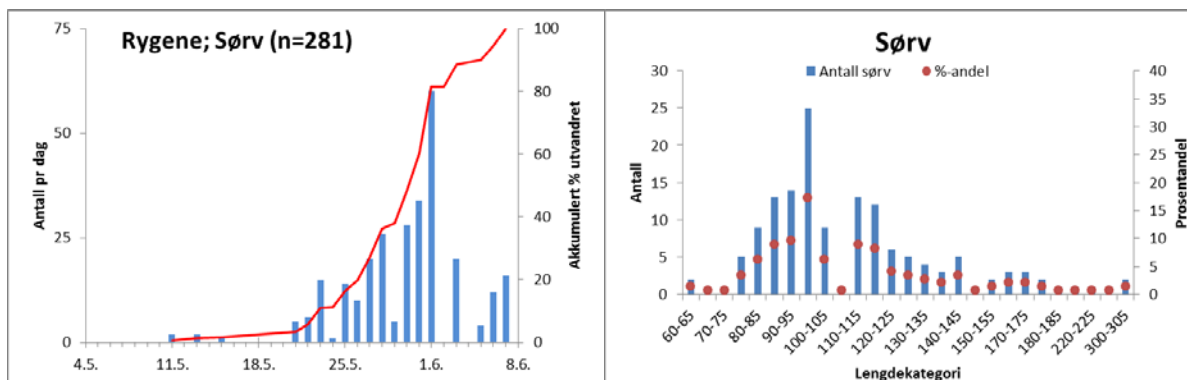 Rygene; Sørv (n=281)
Antall pr dag
75
50
25
0
Akkumulert % utvandret
100
80
60
40
20
0
4.5. 11.5. 18.5. 25.5. 1.6. 8.6.
Sørv
Antall sørv %-andel
Antall
30
25
20
15
10
5
0
Prosentandel
40
35
30
25
20
15
10
5
0
60-65 70-75 80-85 90-95 100-105 110-115 120-125 130-135 140-145 150-155 170-175 180-185 220-225 300-305
Lengdekategori